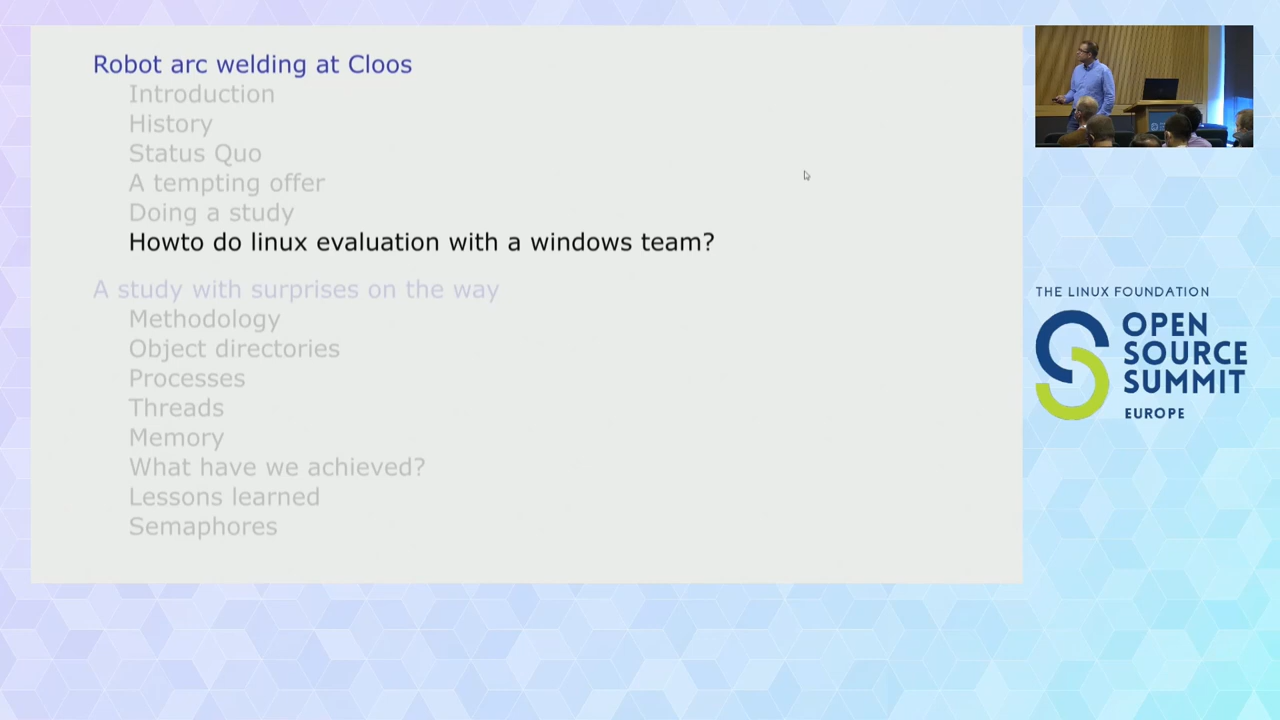 Robot arc welding at Cloos
Introduction
History
Status Quo
A tempting offer
Doing a study
Howto do linux evaluation with a windows team?
A study with surprises on the way
Methodology
Object directories
Processes
Threads
Memory
What have we achieved?
Lessons learned
Semaphores
THE LINUX FOUNDATION
OPEN
SOURCE
SUMMIT
EUROPE